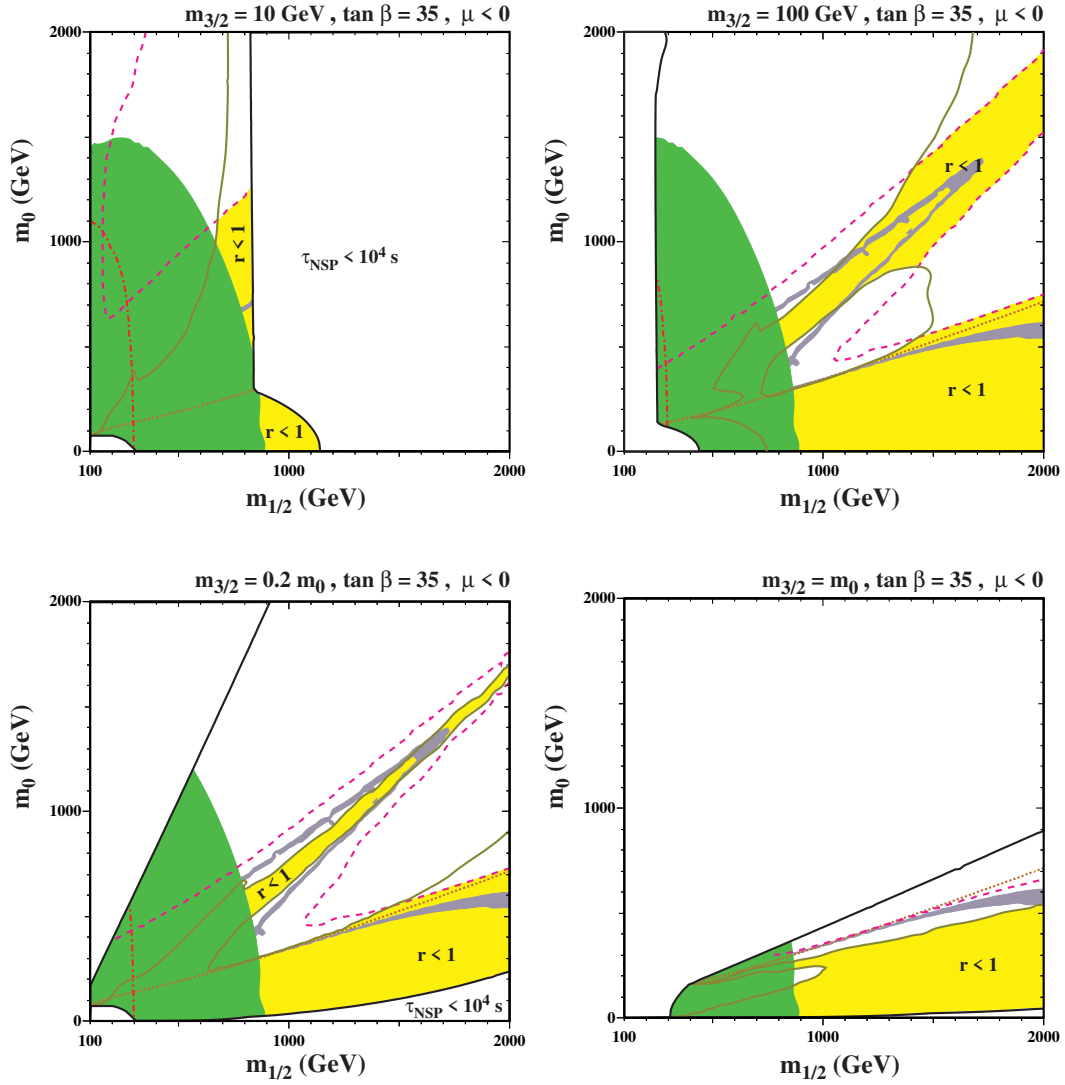 m3/2 = 10 GeV , tan β = 35 , μ < 0
2000
1000
0
m0 (GeV)
r < 1
τNSP < 10^4 s
r < 1
100
1000
2000
m1/2 (GeV)
m3/2 = 100 GeV , tan β = 35 , μ < 0
2000
1000
0
m0 (GeV)
r < 1
r < 1
100
1000
2000
m1/2 (GeV)
m3/2 = 0.2 m0 , tan β = 35 , μ < 0
2000
1000
0
m0 (GeV)
r < 1
r < 1
τNSP < 10^4 s
100
1000
2000
m1/2 (GeV)
m3/2 = m0 , tan β = 35 , μ < 0
2000
1000
0
m0 (GeV)
r < 1
100
1000
2000
m1/2 (GeV)